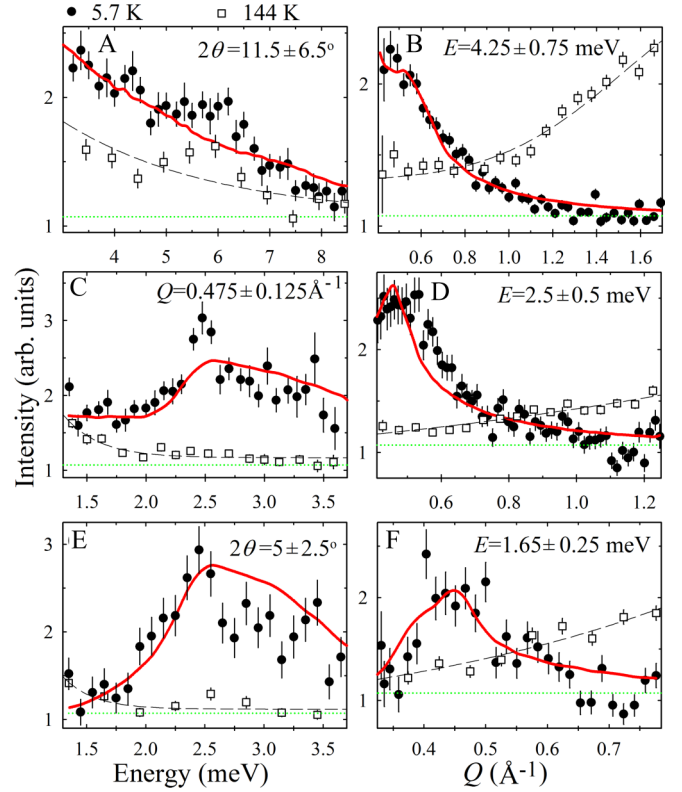 5.7 K 144 K
A 2θ=11.5±6.5°
B E=4.25±0.75 meV
2
1
4 5 6 7 8
2
1
0.6 0.8 1.0 1.2 1.4 1.6
C Q=0.475±0.125Å⁻¹
D E=2.5±0.5 meV
3
2
1
1.5 2.0 2.5 3.0 3.5
2
1
0.6 0.8 1.0 1.2
E 2θ=5±2.5°
F E=1.65±0.25 meV
3
2
1
1.5 2.0 2.5 3.0 3.5
2
1
0.4 0.5 0.6 0.7
Intensity (arb. units)
Energy (meV)
Q (Å⁻¹)